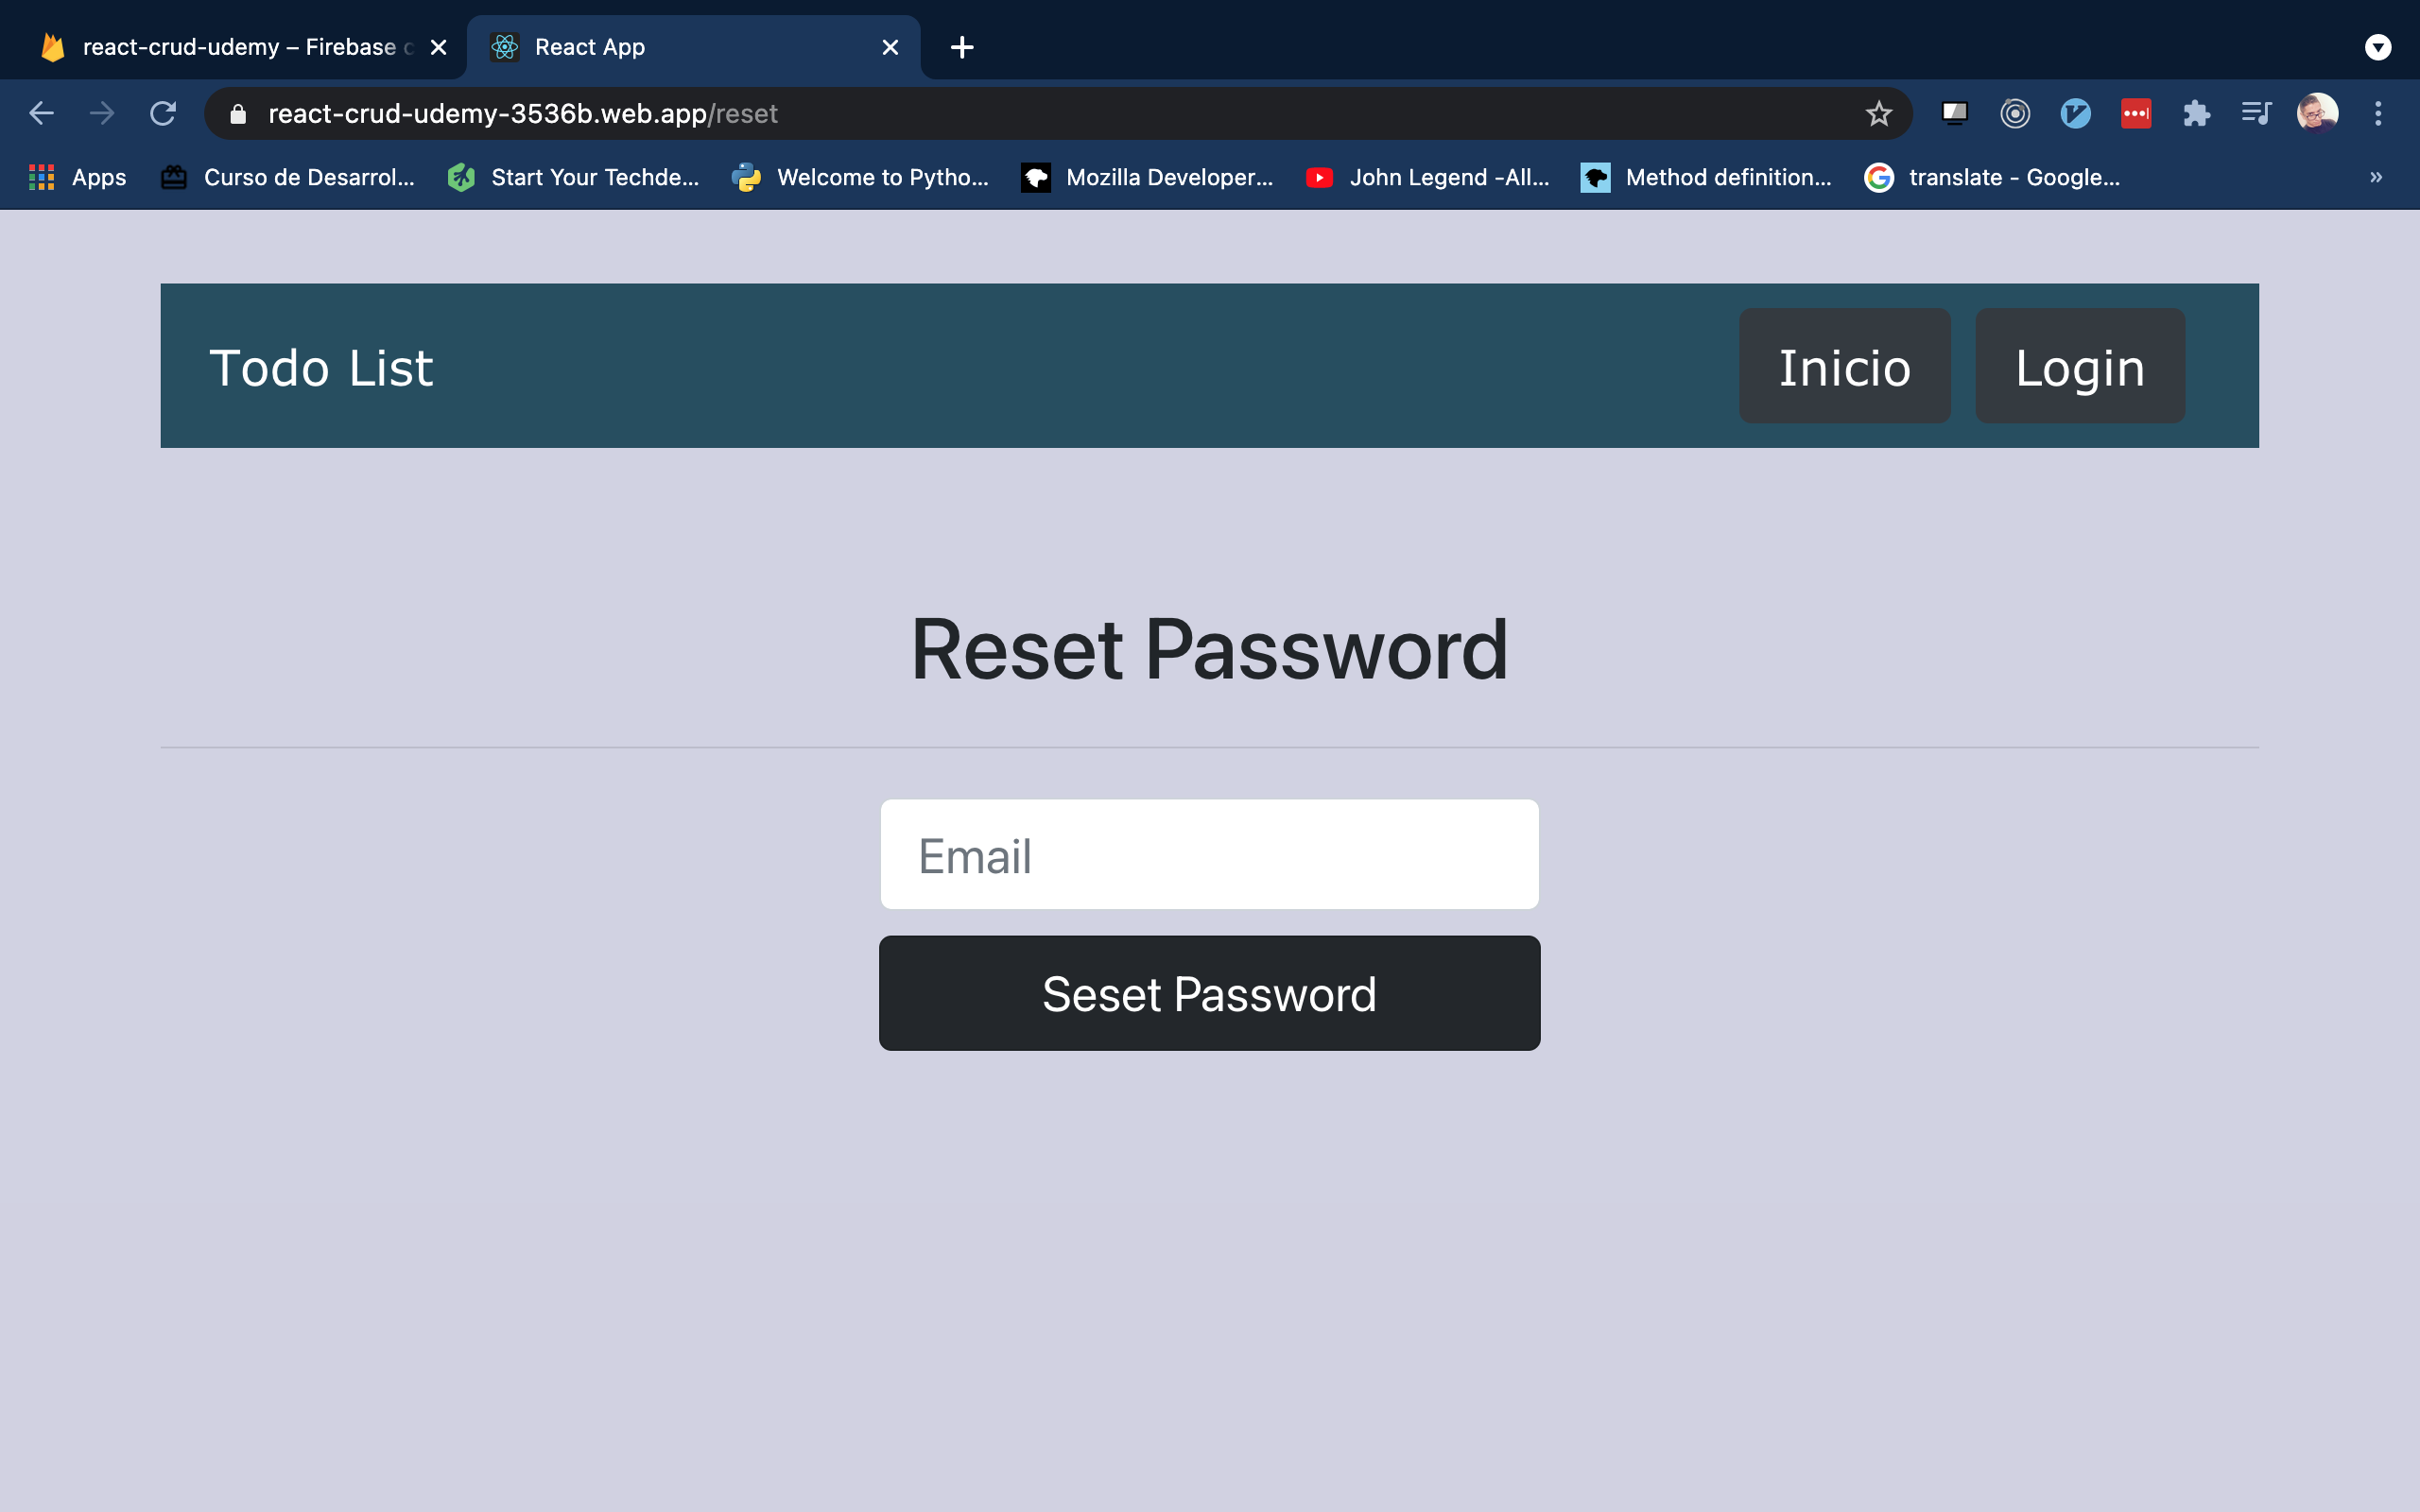 react-crud-udemy – Firebase c
React App
react-crud-udemy-3536b.web.app/reset
Apps
Curso de Desarrol...
Start Your Techde...
Welcome to Pytho...
Mozilla Developer...
John Legend -All...
Method definition...
translate - Google...
»
Todo List
Inicio
Login
Reset Password
Email
Seset Password